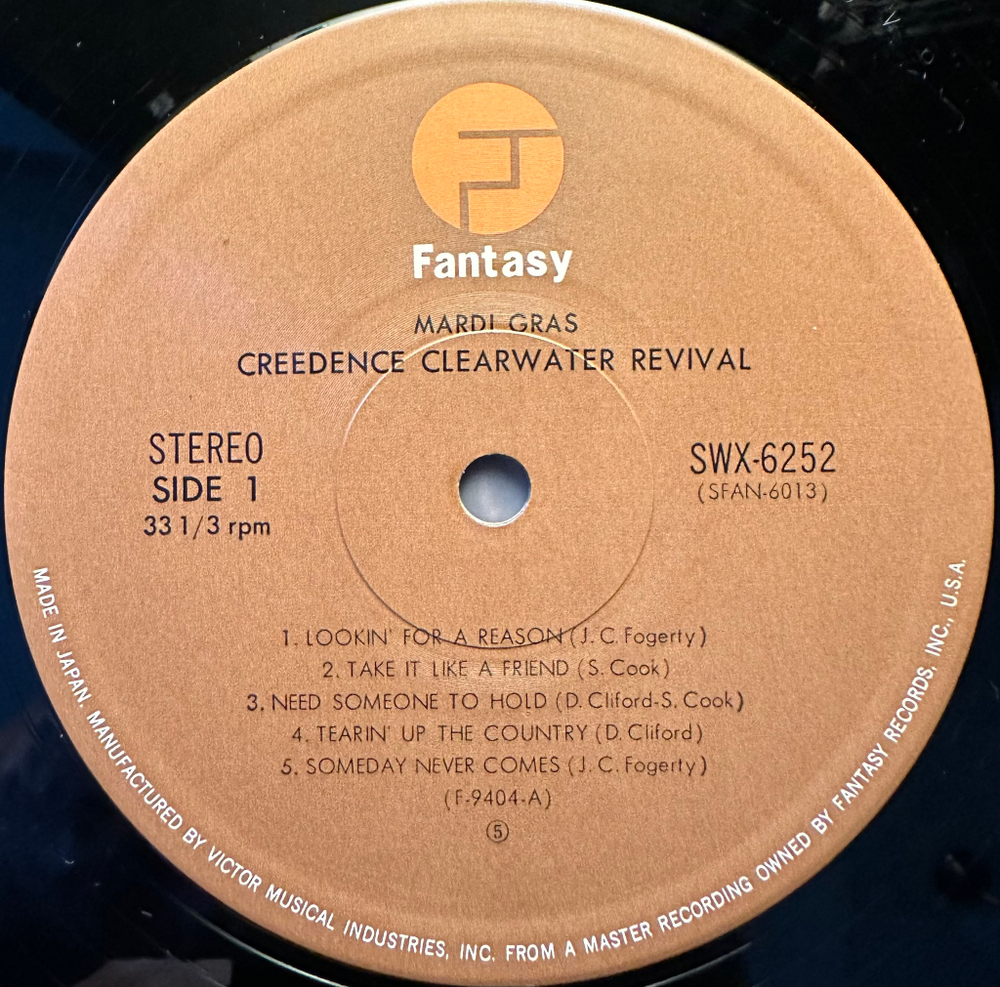 Fantasy
MARDI GRAS
CREEDENCE CLEARWATER REVIVAL
STEREO
SIDE 1
33 1/3 rpm
SWX-6252
(SFAN-6013)
1. LOOKIN' FOR A REASON (J. C. Fogerty)
2. TAKE IT LIKE A FRIEND (S. Cook)
3. NEED SOMEONE TO HOLD (D. Cliford-S. Cook)
4. TEARIN' UP THE COUNTRY (D. Cliford)
5. SOMEDAY NEVER COMES (J. C. Fogerty)
(F-9404-A)
⑤
MADE IN JAPAN. MANUFACTURED BY VICTOR MUSICAL INDUSTRIES, INC. FROM A MASTER RECORDING OWNED BY FANTASY RECORDS, INC., U.S.A.